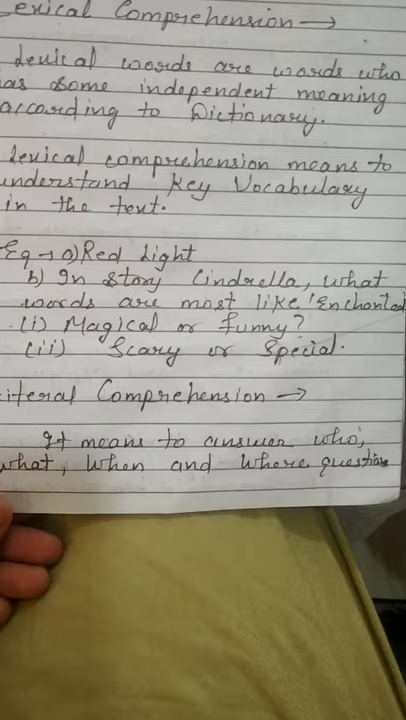 exical Comprehension →
Lexical words are words who
as some independent meaning
according to Dictionary.
Lexical comprehension means to
understand key Vocabulary
in the text.
Eg → a) Red Light
b) In story Cindrella, what
words are most like 'Enchanted
(i) Magical or funny?
(ii) Scary or Special.
iteral Comprehension →
It means to answer who,
what, when and where questions